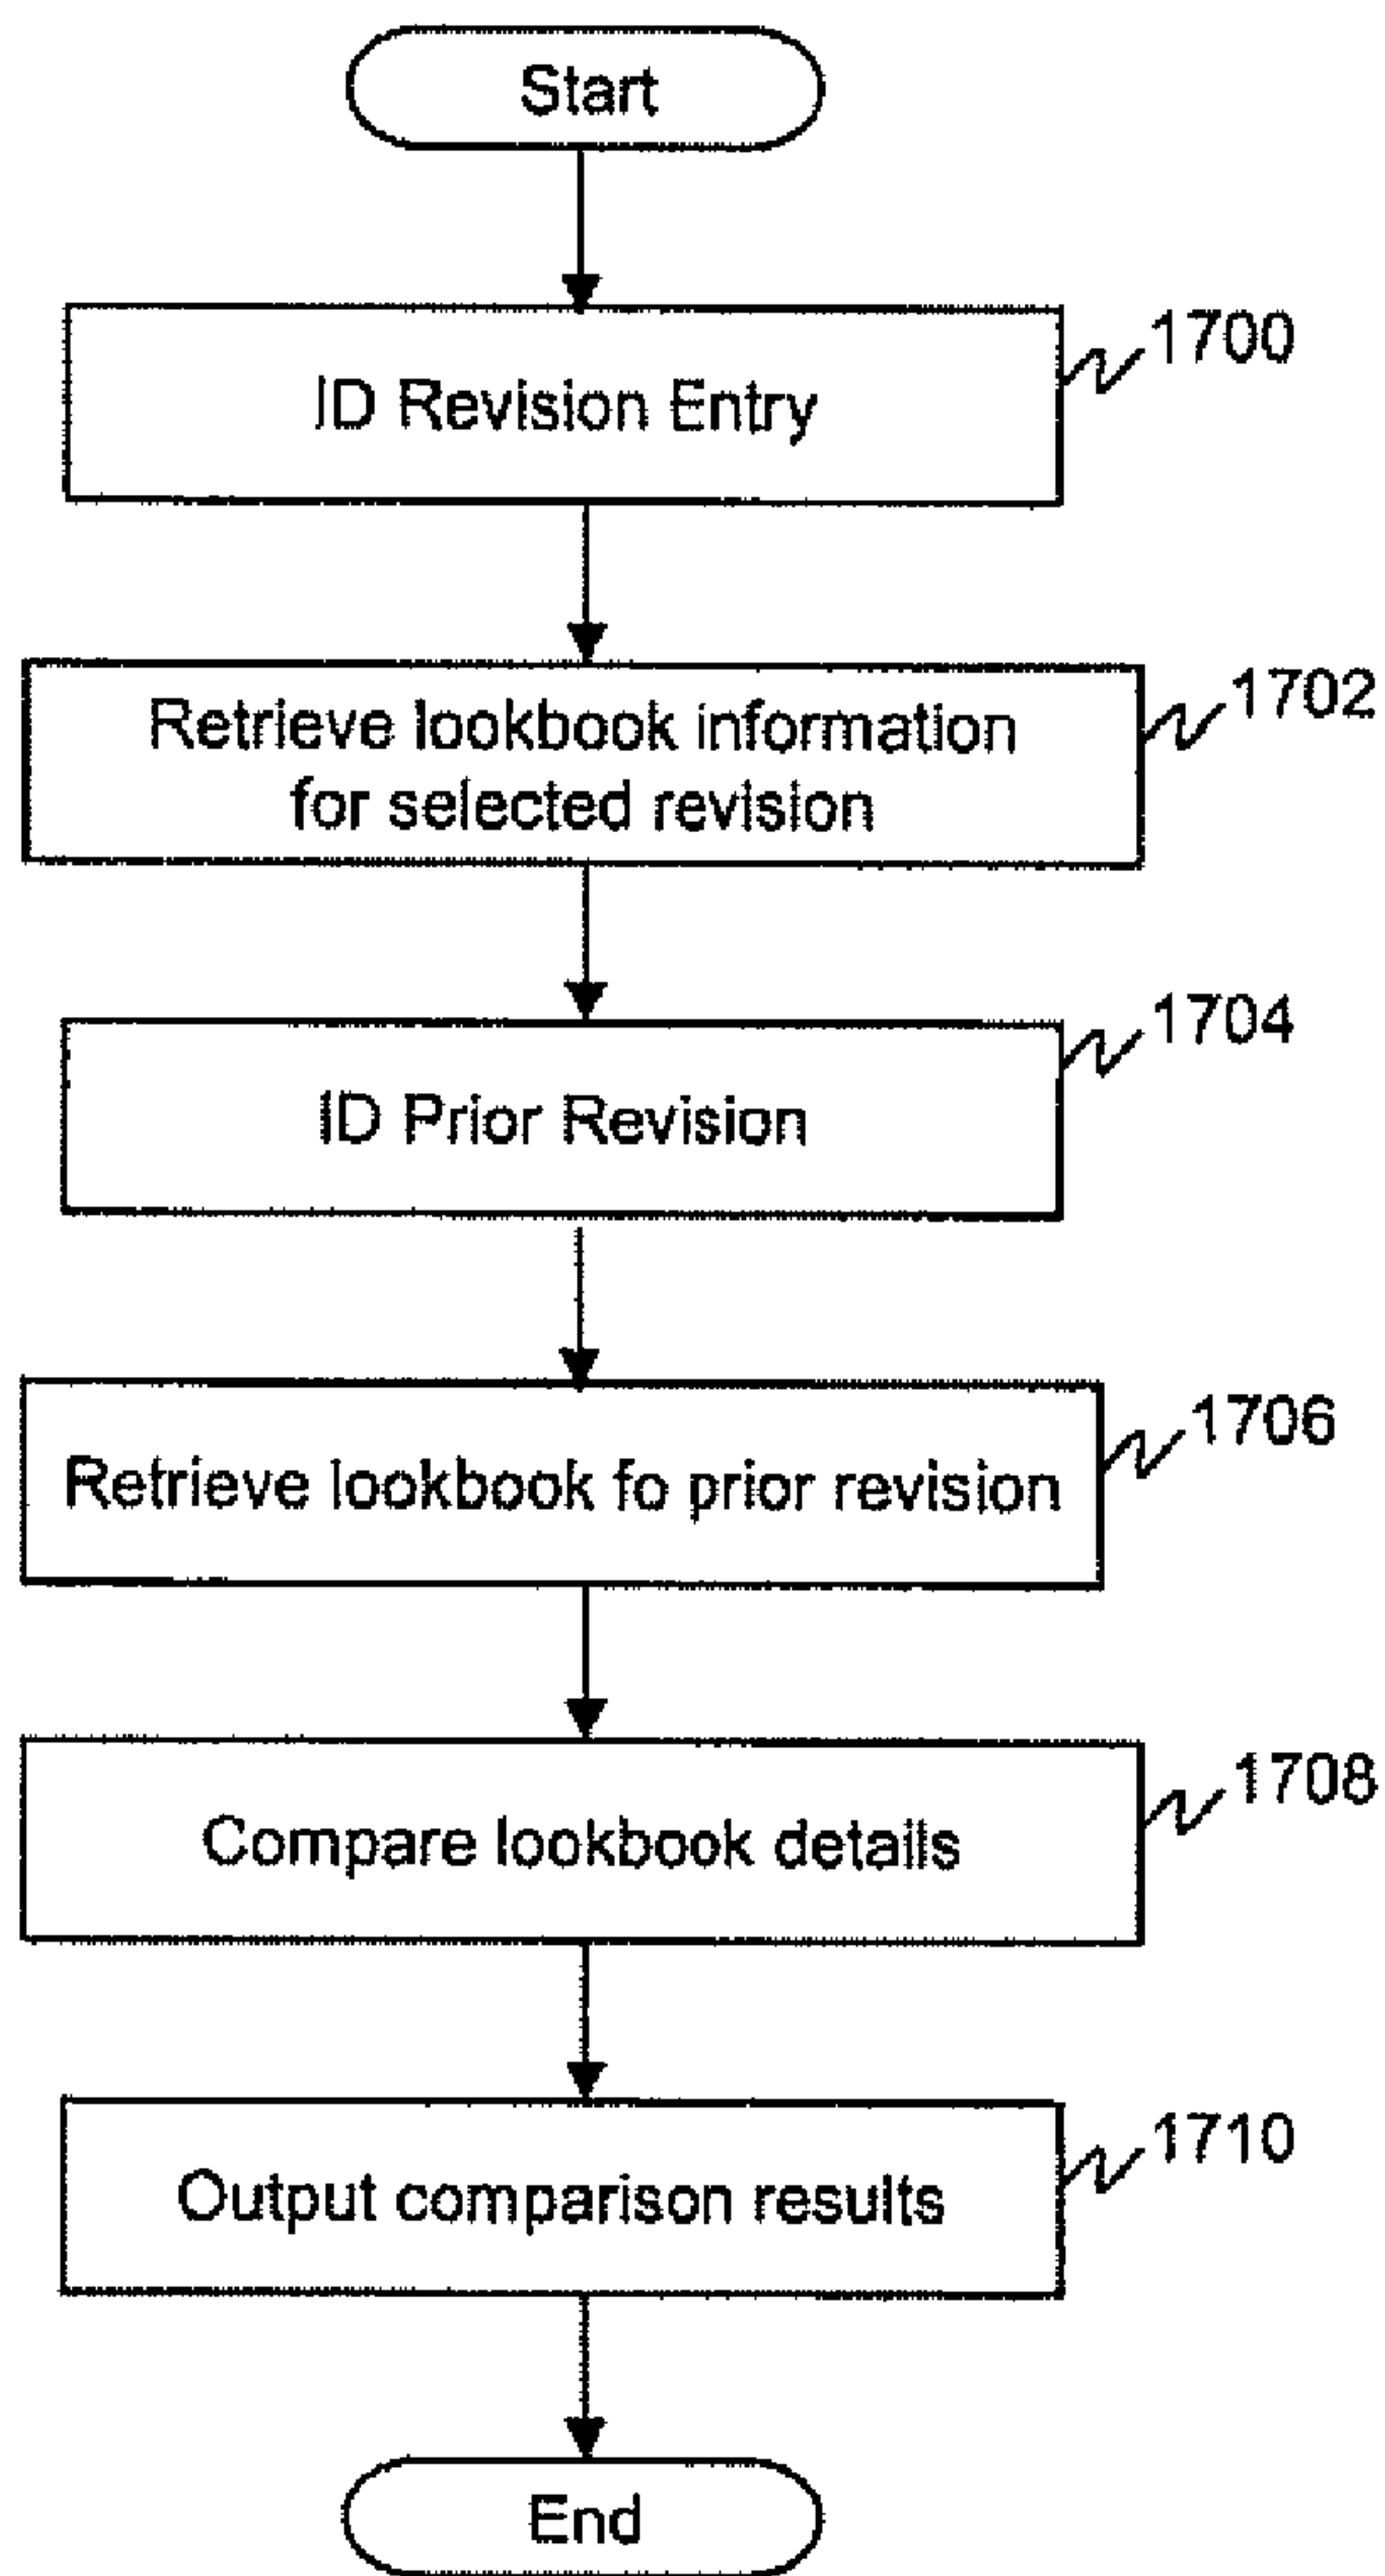 Start
ID Revision Entry
1700
Retrieve lookbook information
for selected revision
1702
ID Prior Revision
1704
Retrieve lookbook fo prior revision
1706
Compare lookbook details
1708
Output comparison results
1710
End